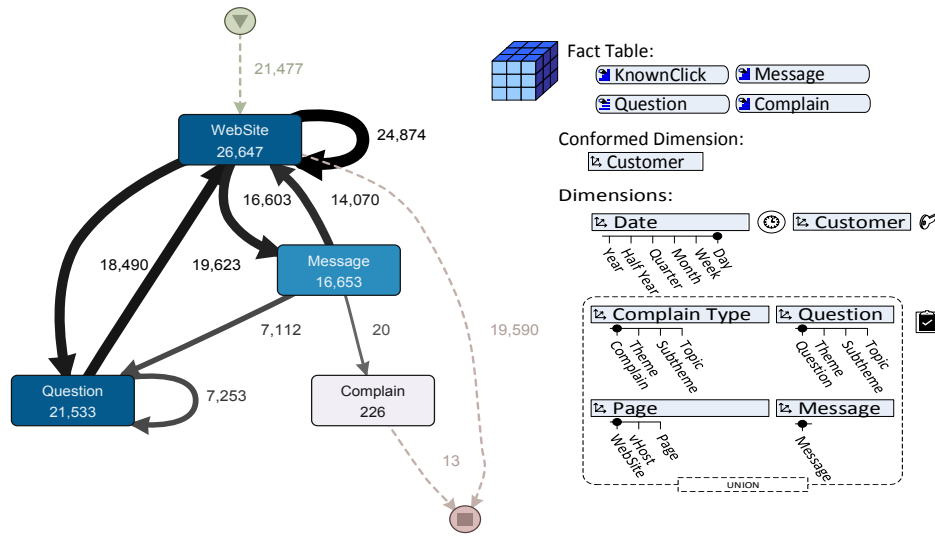 21,477
WebSite
26,647
24,874
16,603
14,070
18,490
19,623
Message
16,653
7,112
20
19,590
Question
21,533
7,253
Complain
226
13
Fact Table:
KnownClick
Message
Question
Complain
Conformed Dimension:
Customer
Dimensions:
Date
Customer
Year
Half Year
Quarter
Month
Week
Day
Complain Type
Question
Complain
Theme
Subtheme
Topic
Question
Theme
Subtheme
Topic
Page
Message
WebSite
vHost
Page
Message
UNION